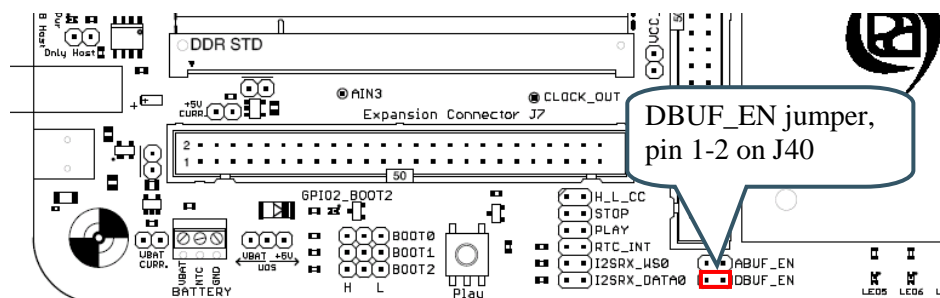 B Host
Pwr
Only Host
DDR STD
VCC_
50
+5V
CURR.
AIN3
CLOCK_OUT
Expansion Connector J7
DBUF_EN jumper,
pin 1-2 on J40
2
1
50
GPIO2_BOOT2
H_L_CC
STOP
PLAY
RTC_INT
I2SRX_WS0
I2SRX_DATA0
BOOT0
BOOT1
BOOT2
H L
Play
VBAT
CURR.
VBAT
NTC
GND
BATTERY
VBAT +5V
ABUF_EN
DBUF_EN
LED5 LED6 L